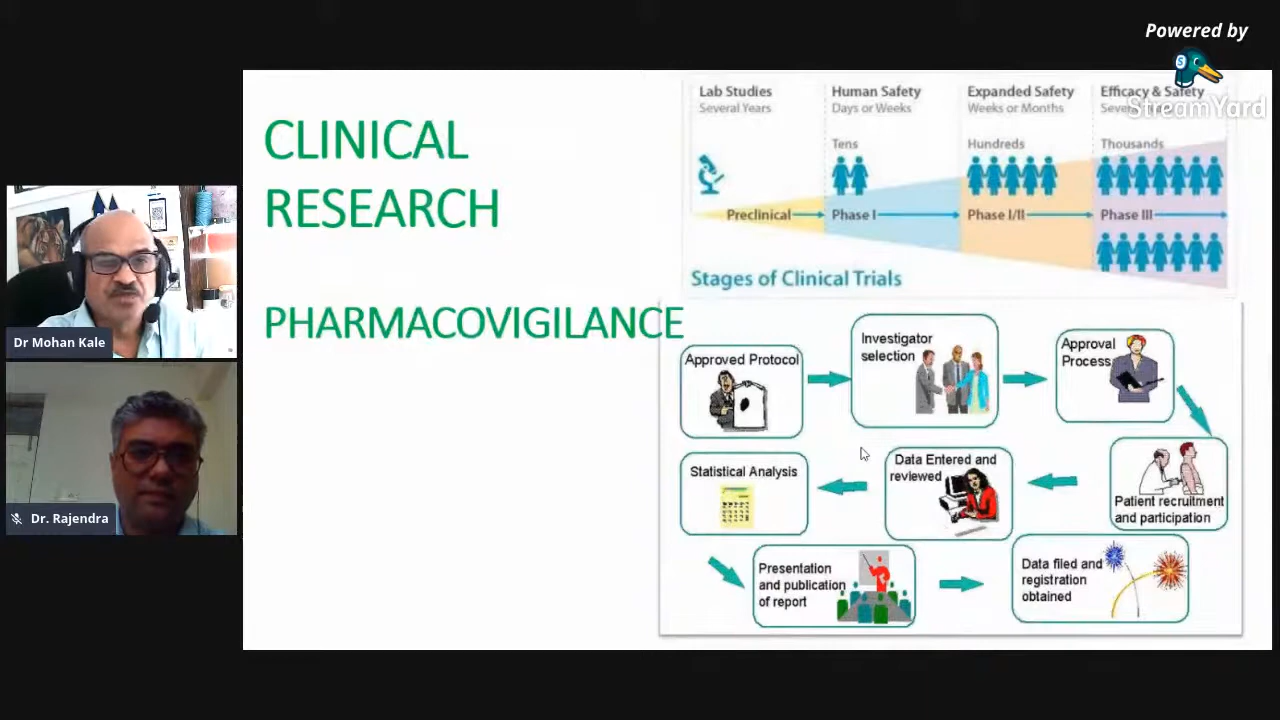 Powered by
StreamYard
CLINICAL
RESEARCH
PHARMACOVIGILANCE
Lab Studies
Several Years
Human Safety
Days or Weeks
Expanded Safety
Weeks or Months
Efficacy & Safety
Tens
Hundreds
Thousands
Preclinical
Phase I
Phase I/II
Phase III
Stages of Clinical Trials
Approved Protocol
Investigator
selection
Approval
Process
Patient recruitment
and participation
Data Entered and
reviewed
Statistical Analysis
Presentation
and publication
of report
Data filed and
registration
obtained
Dr Mohan Kale
Dr. Rajendra